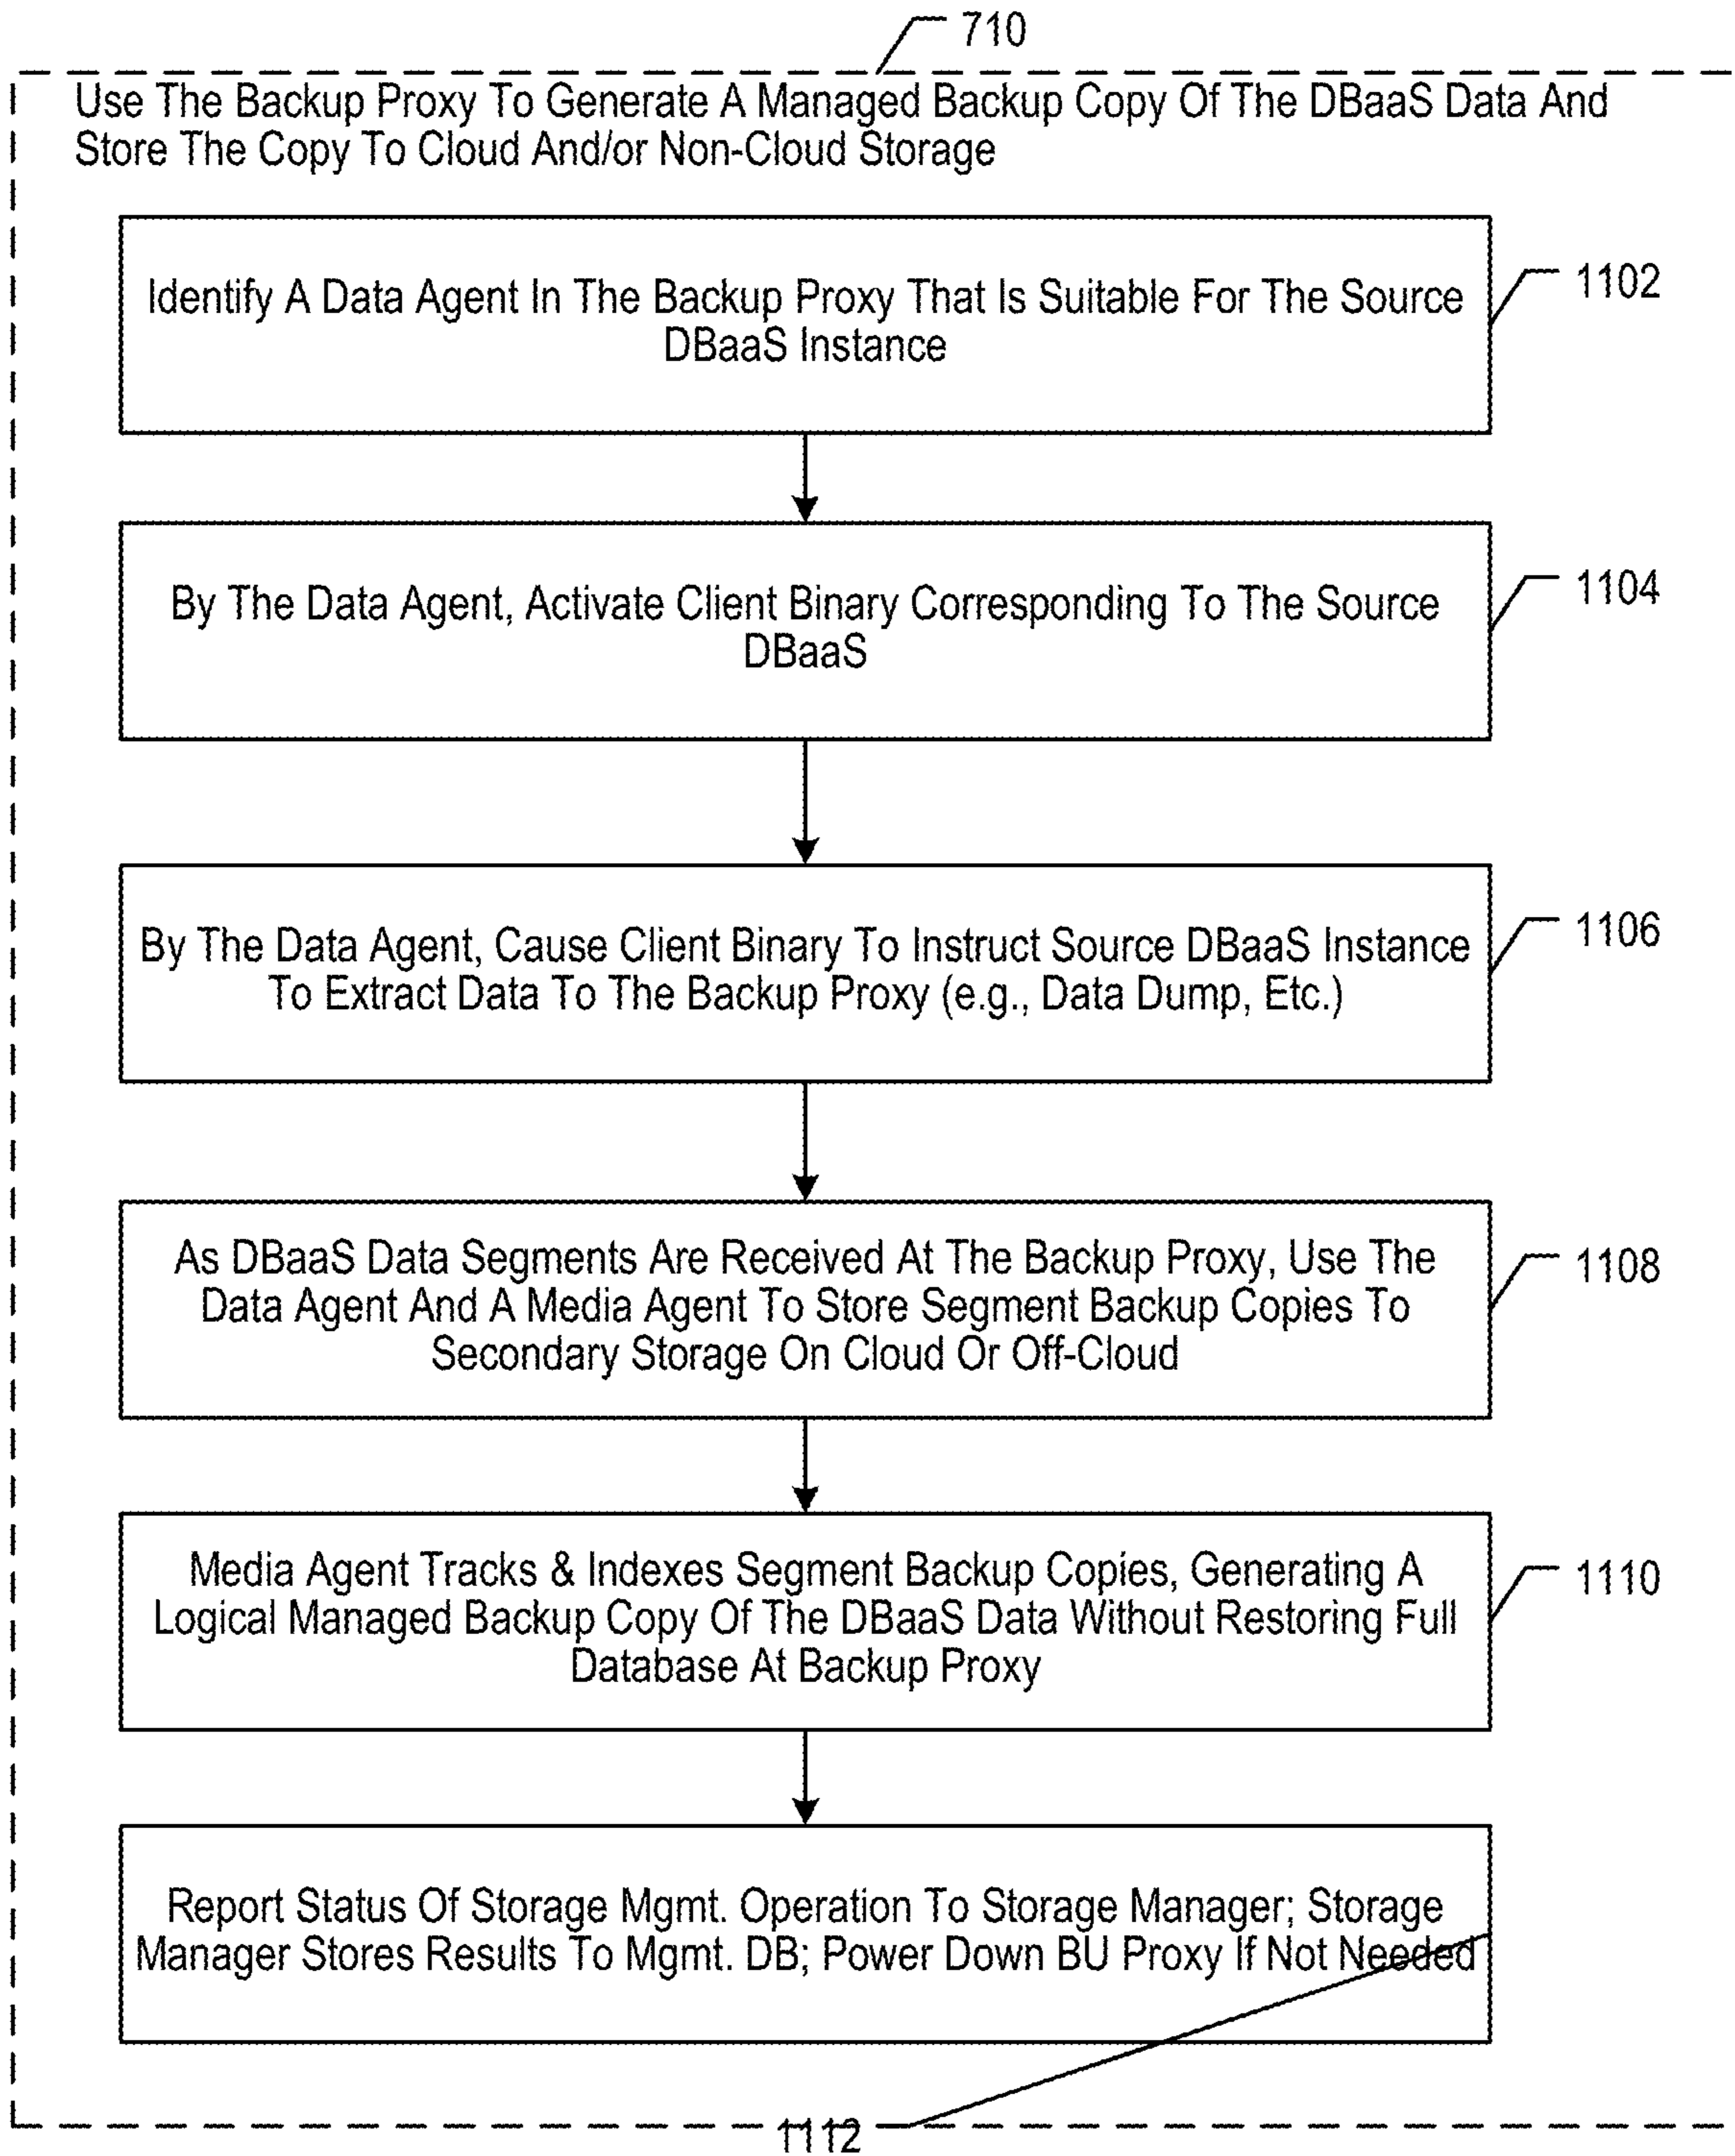 710
Use The Backup Proxy To Generate A Managed Backup Copy Of The DBaaS Data And
Store The Copy To Cloud And/or Non-Cloud Storage
Identify A Data Agent In The Backup Proxy That Is Suitable For The Source
DBaaS Instance
1102
By The Data Agent, Activate Client Binary Corresponding To The Source
DBaaS
1104
By The Data Agent, Cause Client Binary To Instruct Source DBaaS Instance
To Extract Data To The Backup Proxy (e.g., Data Dump, Etc.)
1106
As DBaaS Data Segments Are Received At The Backup Proxy, Use The
Data Agent And A Media Agent To Store Segment Backup Copies To
Secondary Storage On Cloud Or Off-Cloud
1108
Media Agent Tracks & Indexes Segment Backup Copies, Generating A
Logical Managed Backup Copy Of The DBaaS Data Without Restoring Full
Database At Backup Proxy
1110
Report Status Of Storage Mgmt. Operation To Storage Manager; Storage
Manager Stores Results To Mgmt. DB; Power Down BU Proxy If Not Needed
1112